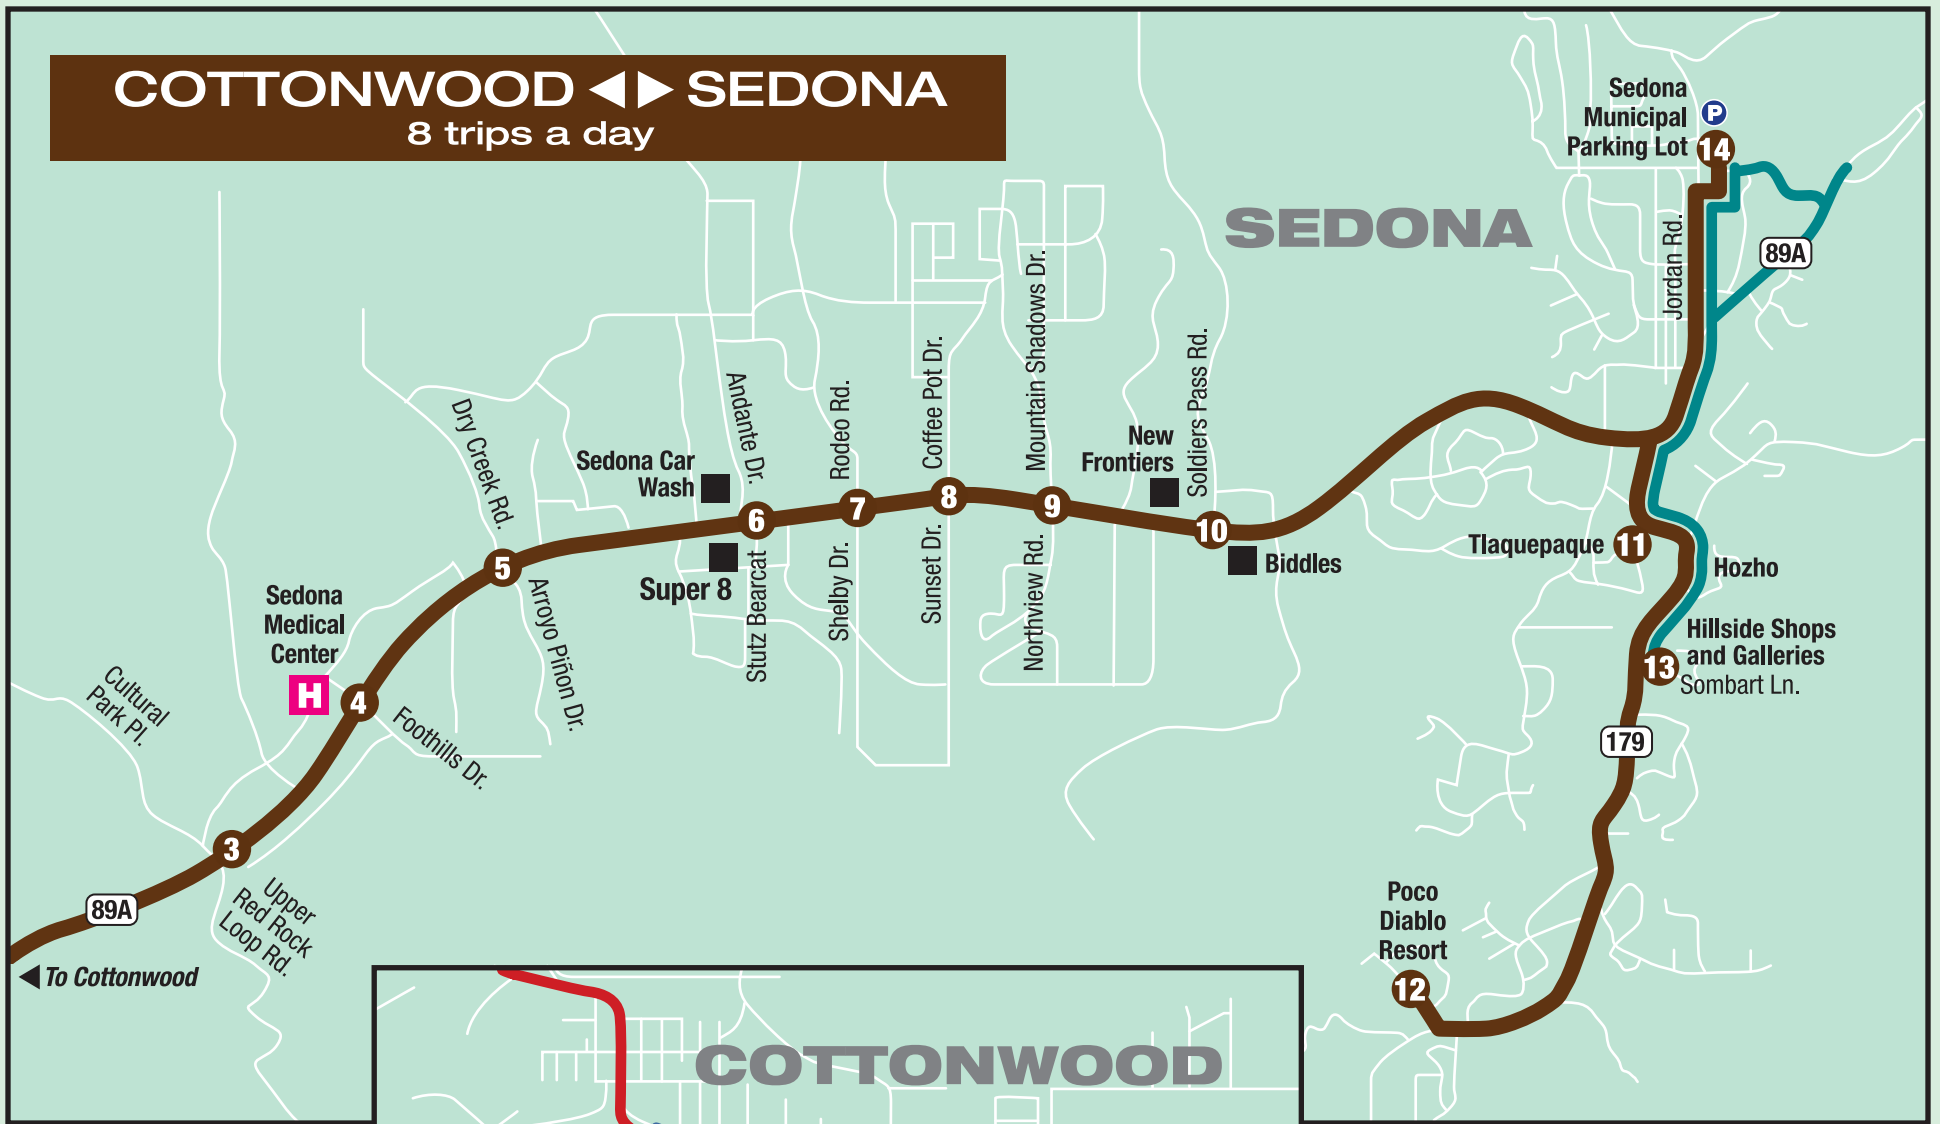 COTTONWOOD ◀ ▶ SEDONA
8 trips a day
Sedona
Municipal
Parking Lot
P
14
SEDONA
Jordan Rd.
89A
Dry Creek Rd.
Sedona Car
Wash
Andante Dr.
Rodeo Rd.
Coffee Pot Dr.
Mountain Shadows Dr.
New
Frontiers
Soldiers Pass Rd.
5
6
7
8
9
10
Super 8
Stutz Bearcat
Shelby Dr.
Sunset Dr.
Northview Rd.
Biddles
Tlaquepaque
11
Hozho
Hillside Shops
and Galleries
Sombart Ln.
13
179
Sedona
Medical
Center
H
4
Arroyo Piñon Dr.
Foothills Dr.
Cultural
Park Pl.
3
Upper
Red Rock
Loop Rd.
89A
◀ To Cottonwood
Poco
Diablo
Resort
12
COTTONWOOD